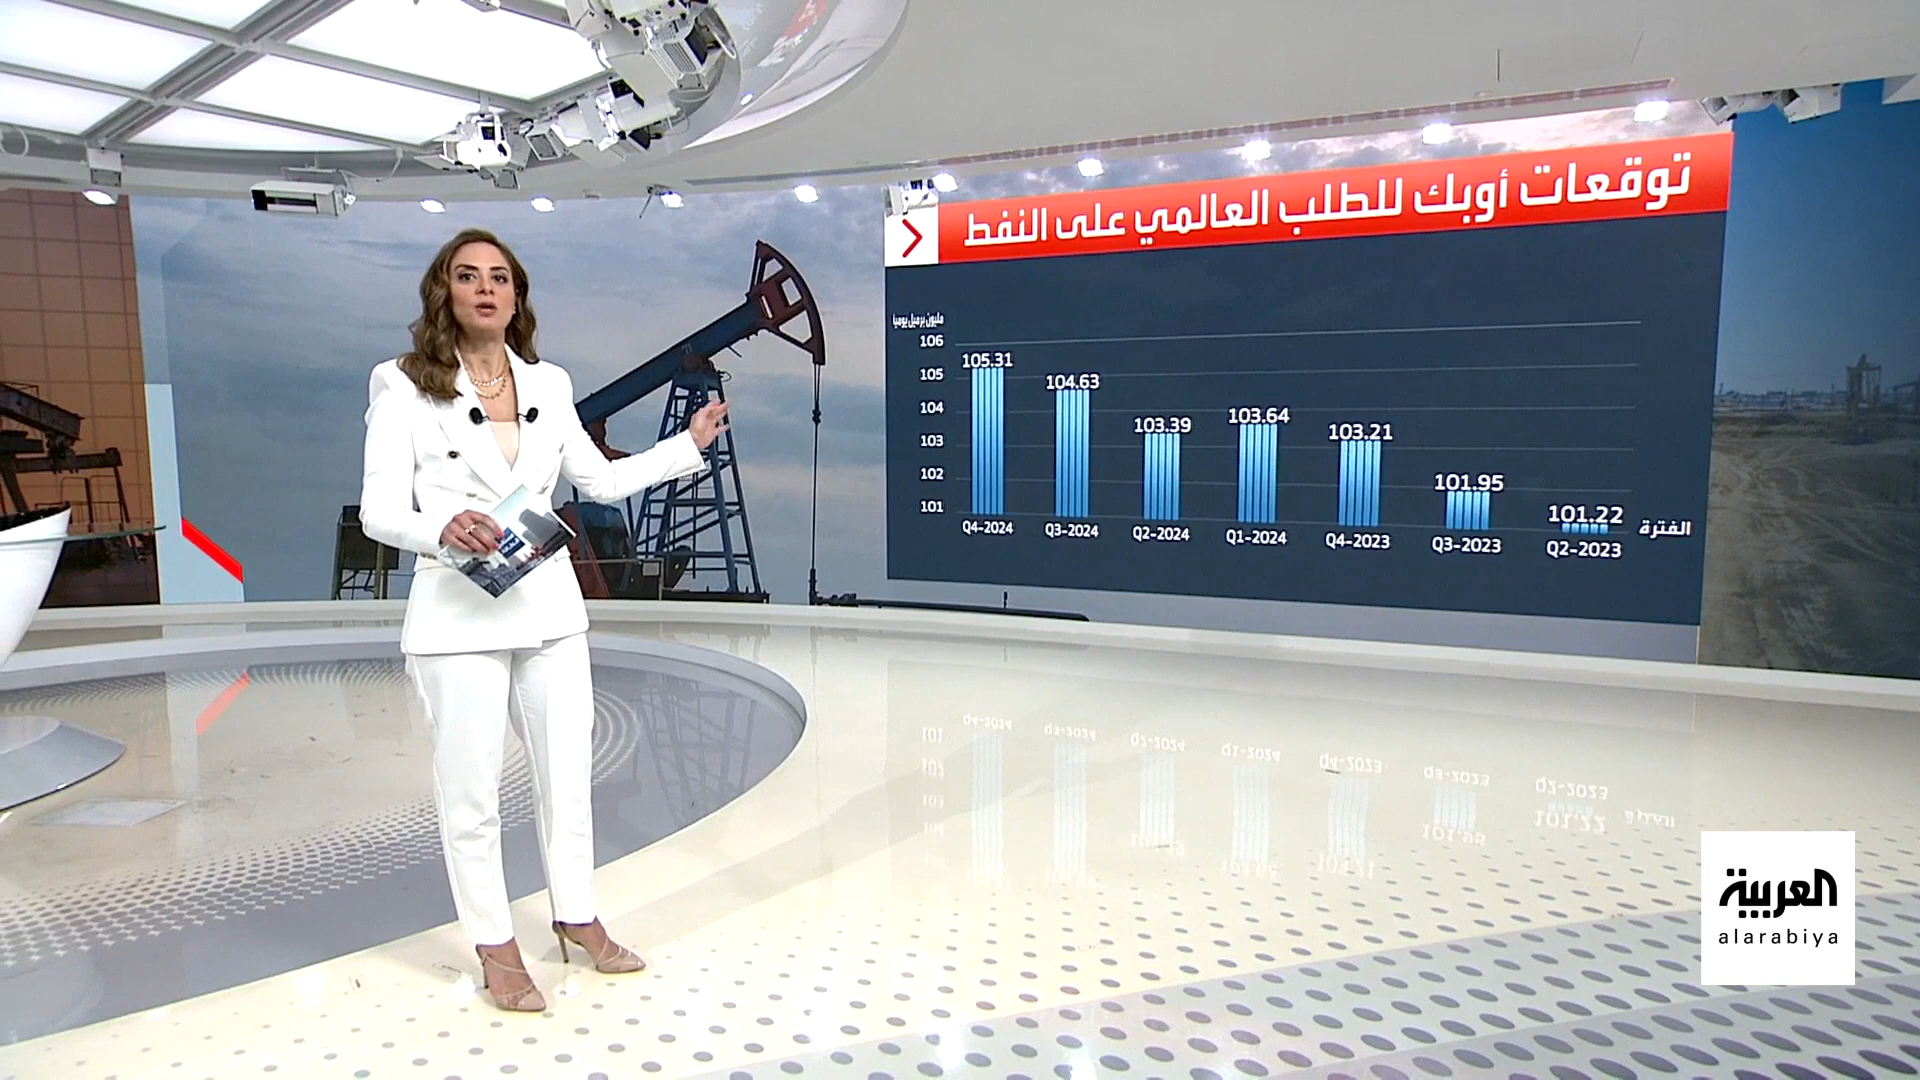 توقعات أوبك للطلب العالمي على النفط
مليون برميل يوميا
106
105
104
103
102
101
105.31
104.63
103.39
103.64
103.21
101.95
101.22
Q4-2024
Q3-2024
Q2-2024
Q1-2024
Q4-2023
Q3-2023
Q2-2023
الفترة
العربية
alarabiya